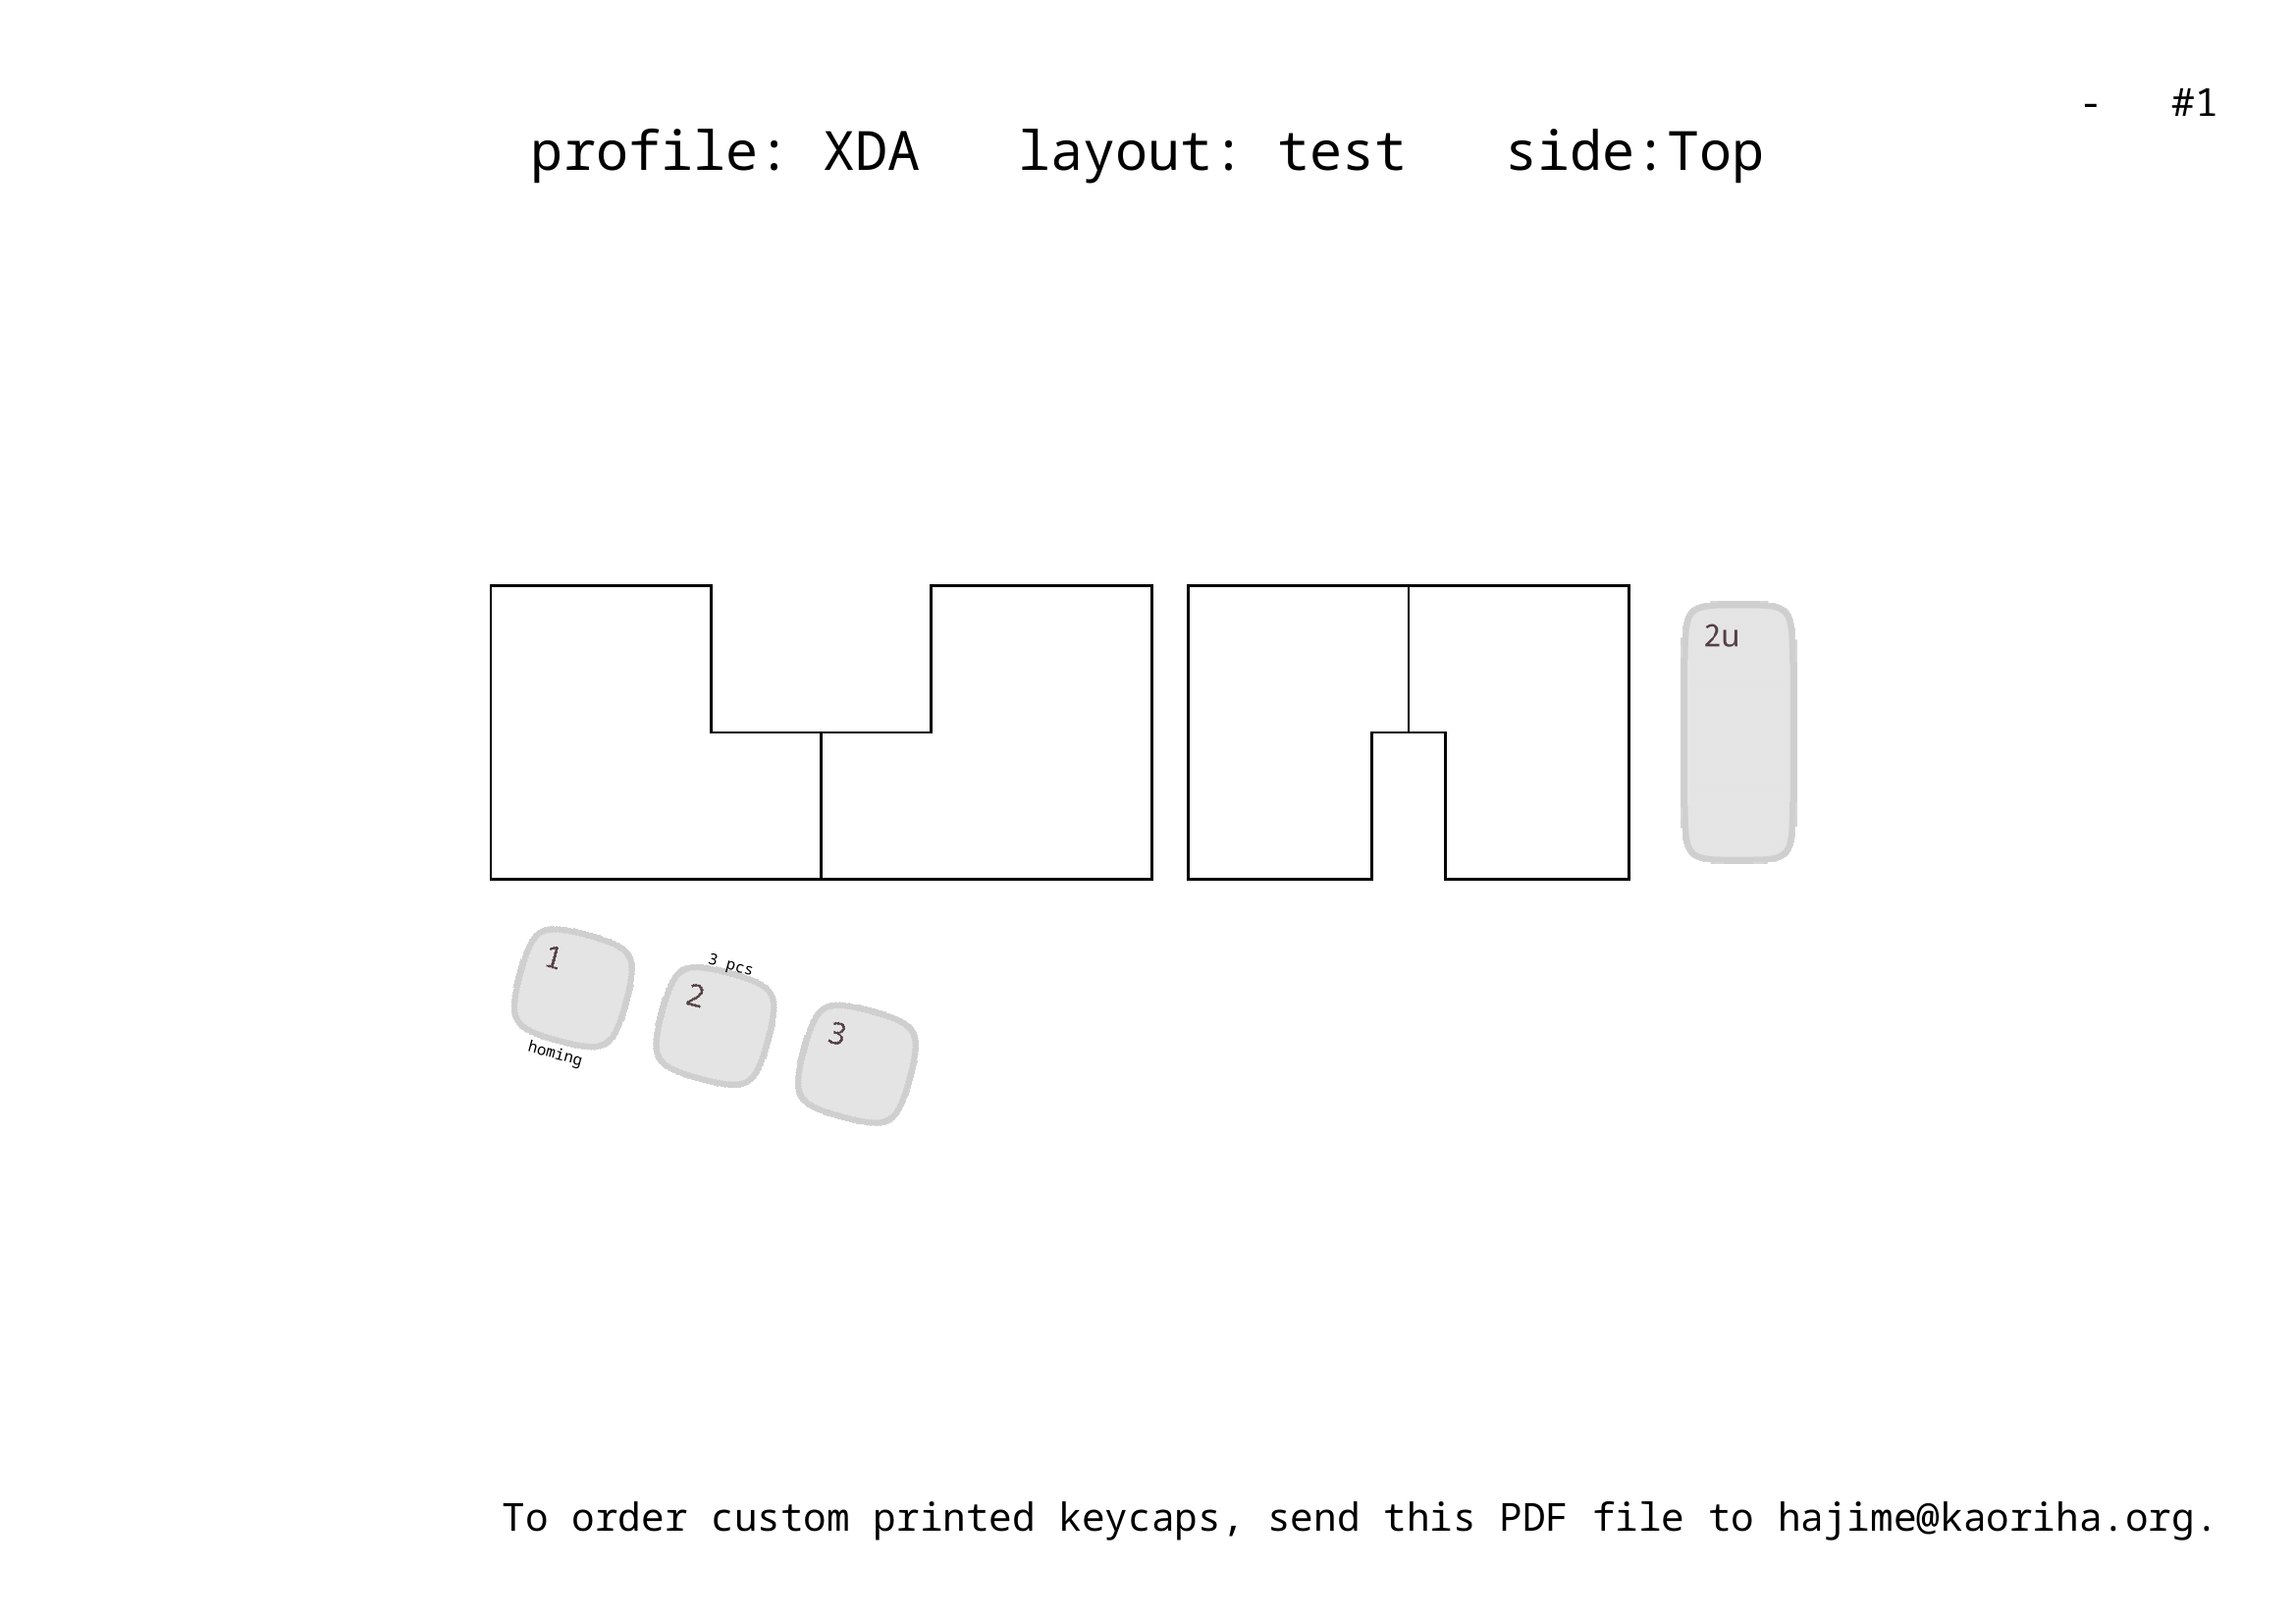 - #1
profile: XDA layout: test side:Top
2u
1
3 pcs
2
3
homing
To order custom printed keycaps, send this PDF file to hajime@kaoriha.org.